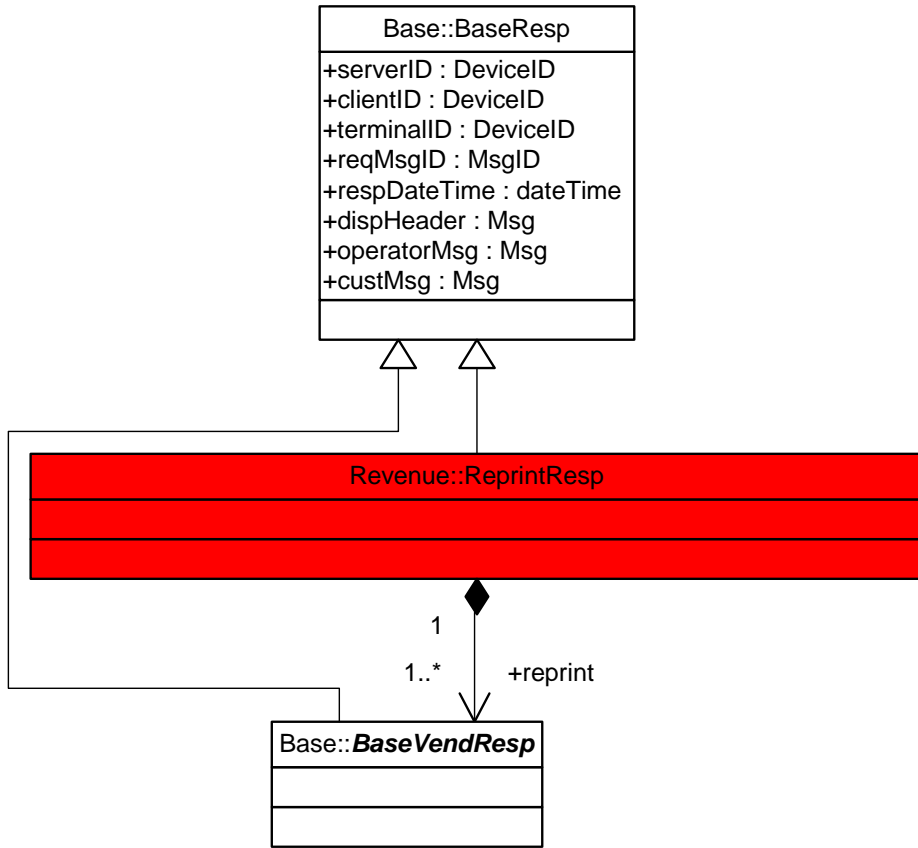 Base::BaseResp
+serverID : DeviceID
+clientID : DeviceID
+terminalID : DeviceID
+reqMsgID : MsgID
+respDateTime : dateTime
+dispHeader : Msg
+operatorMsg : Msg
+custMsg : Msg
Revenue::ReprintResp
1
1..* +reprint
Base::BaseVendResp